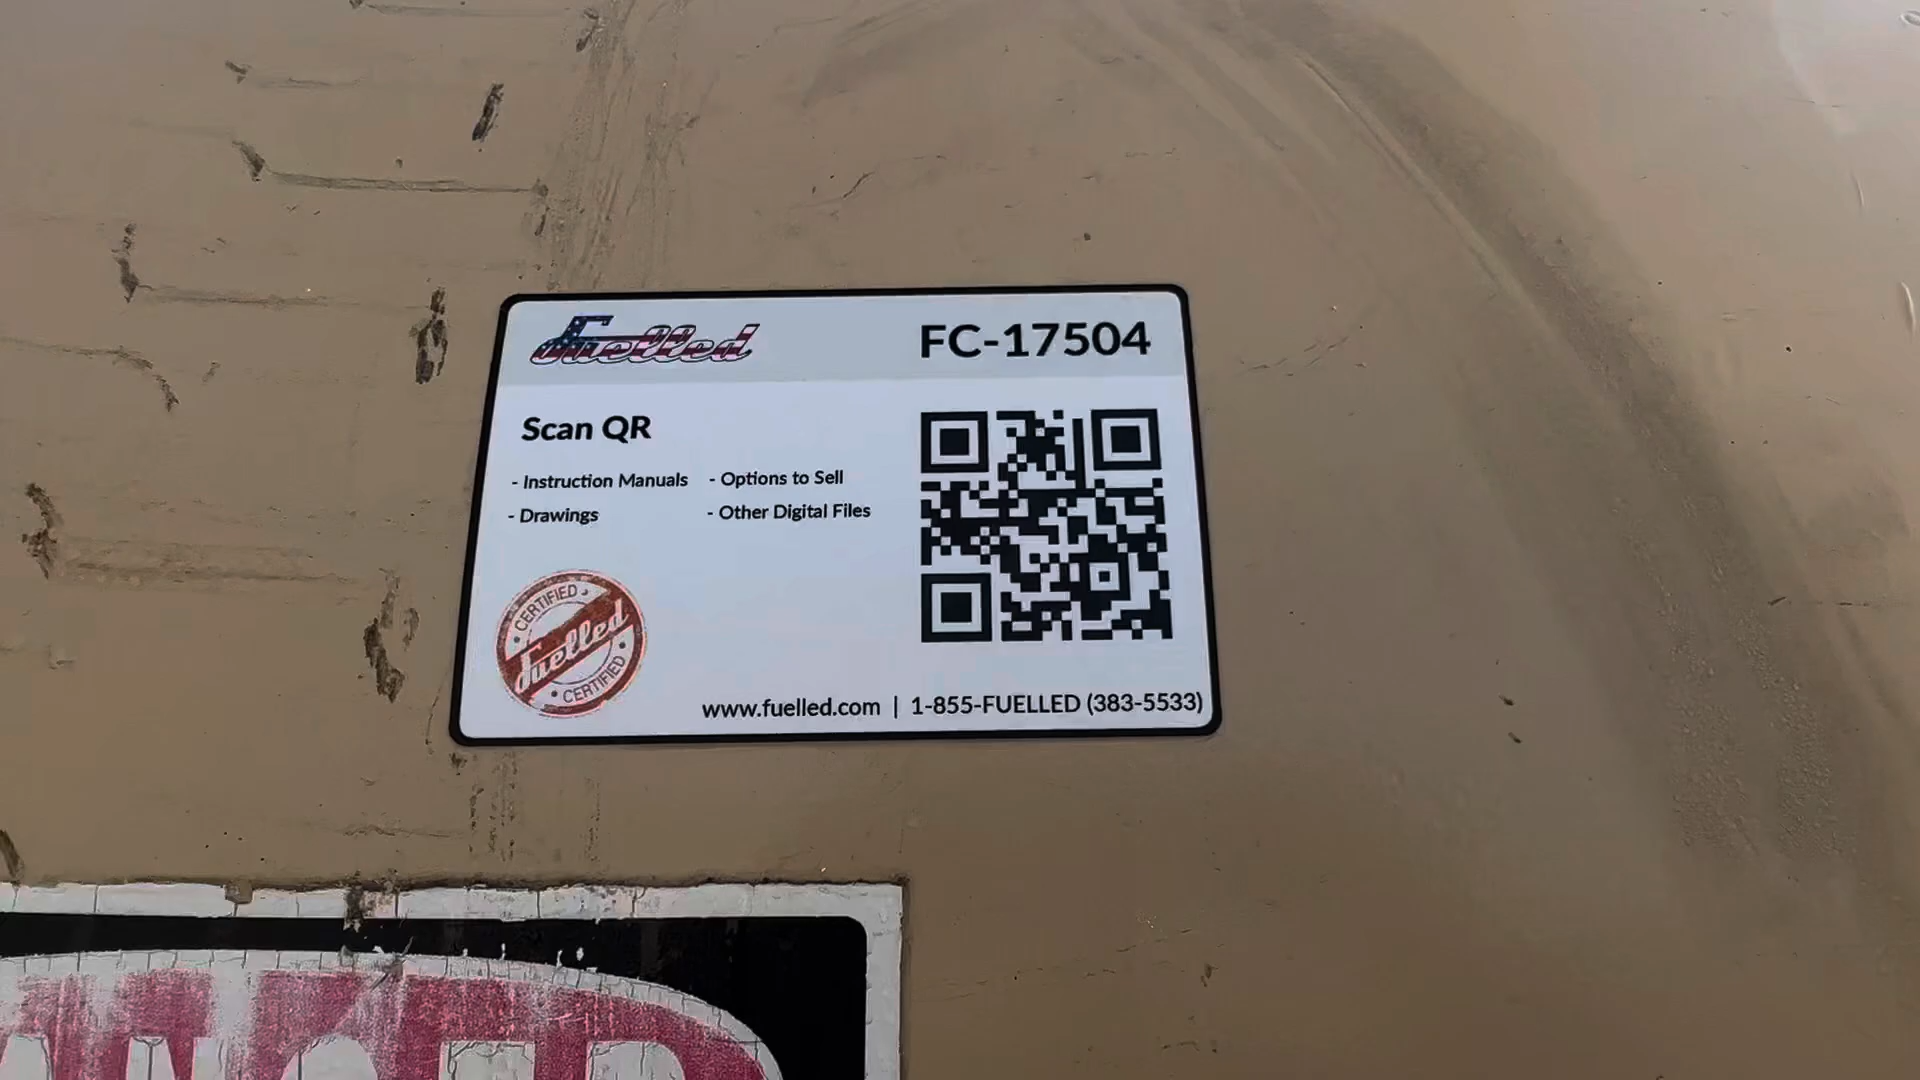 Fuelled
FC-17504
Scan QR
- Instruction Manuals - Options to Sell
- Drawings - Other Digital Files
CERTIFIED
Fuelled
CERTIFIED
www.fuelled.com | 1-855-FUELLED (383-5533)
DANGER